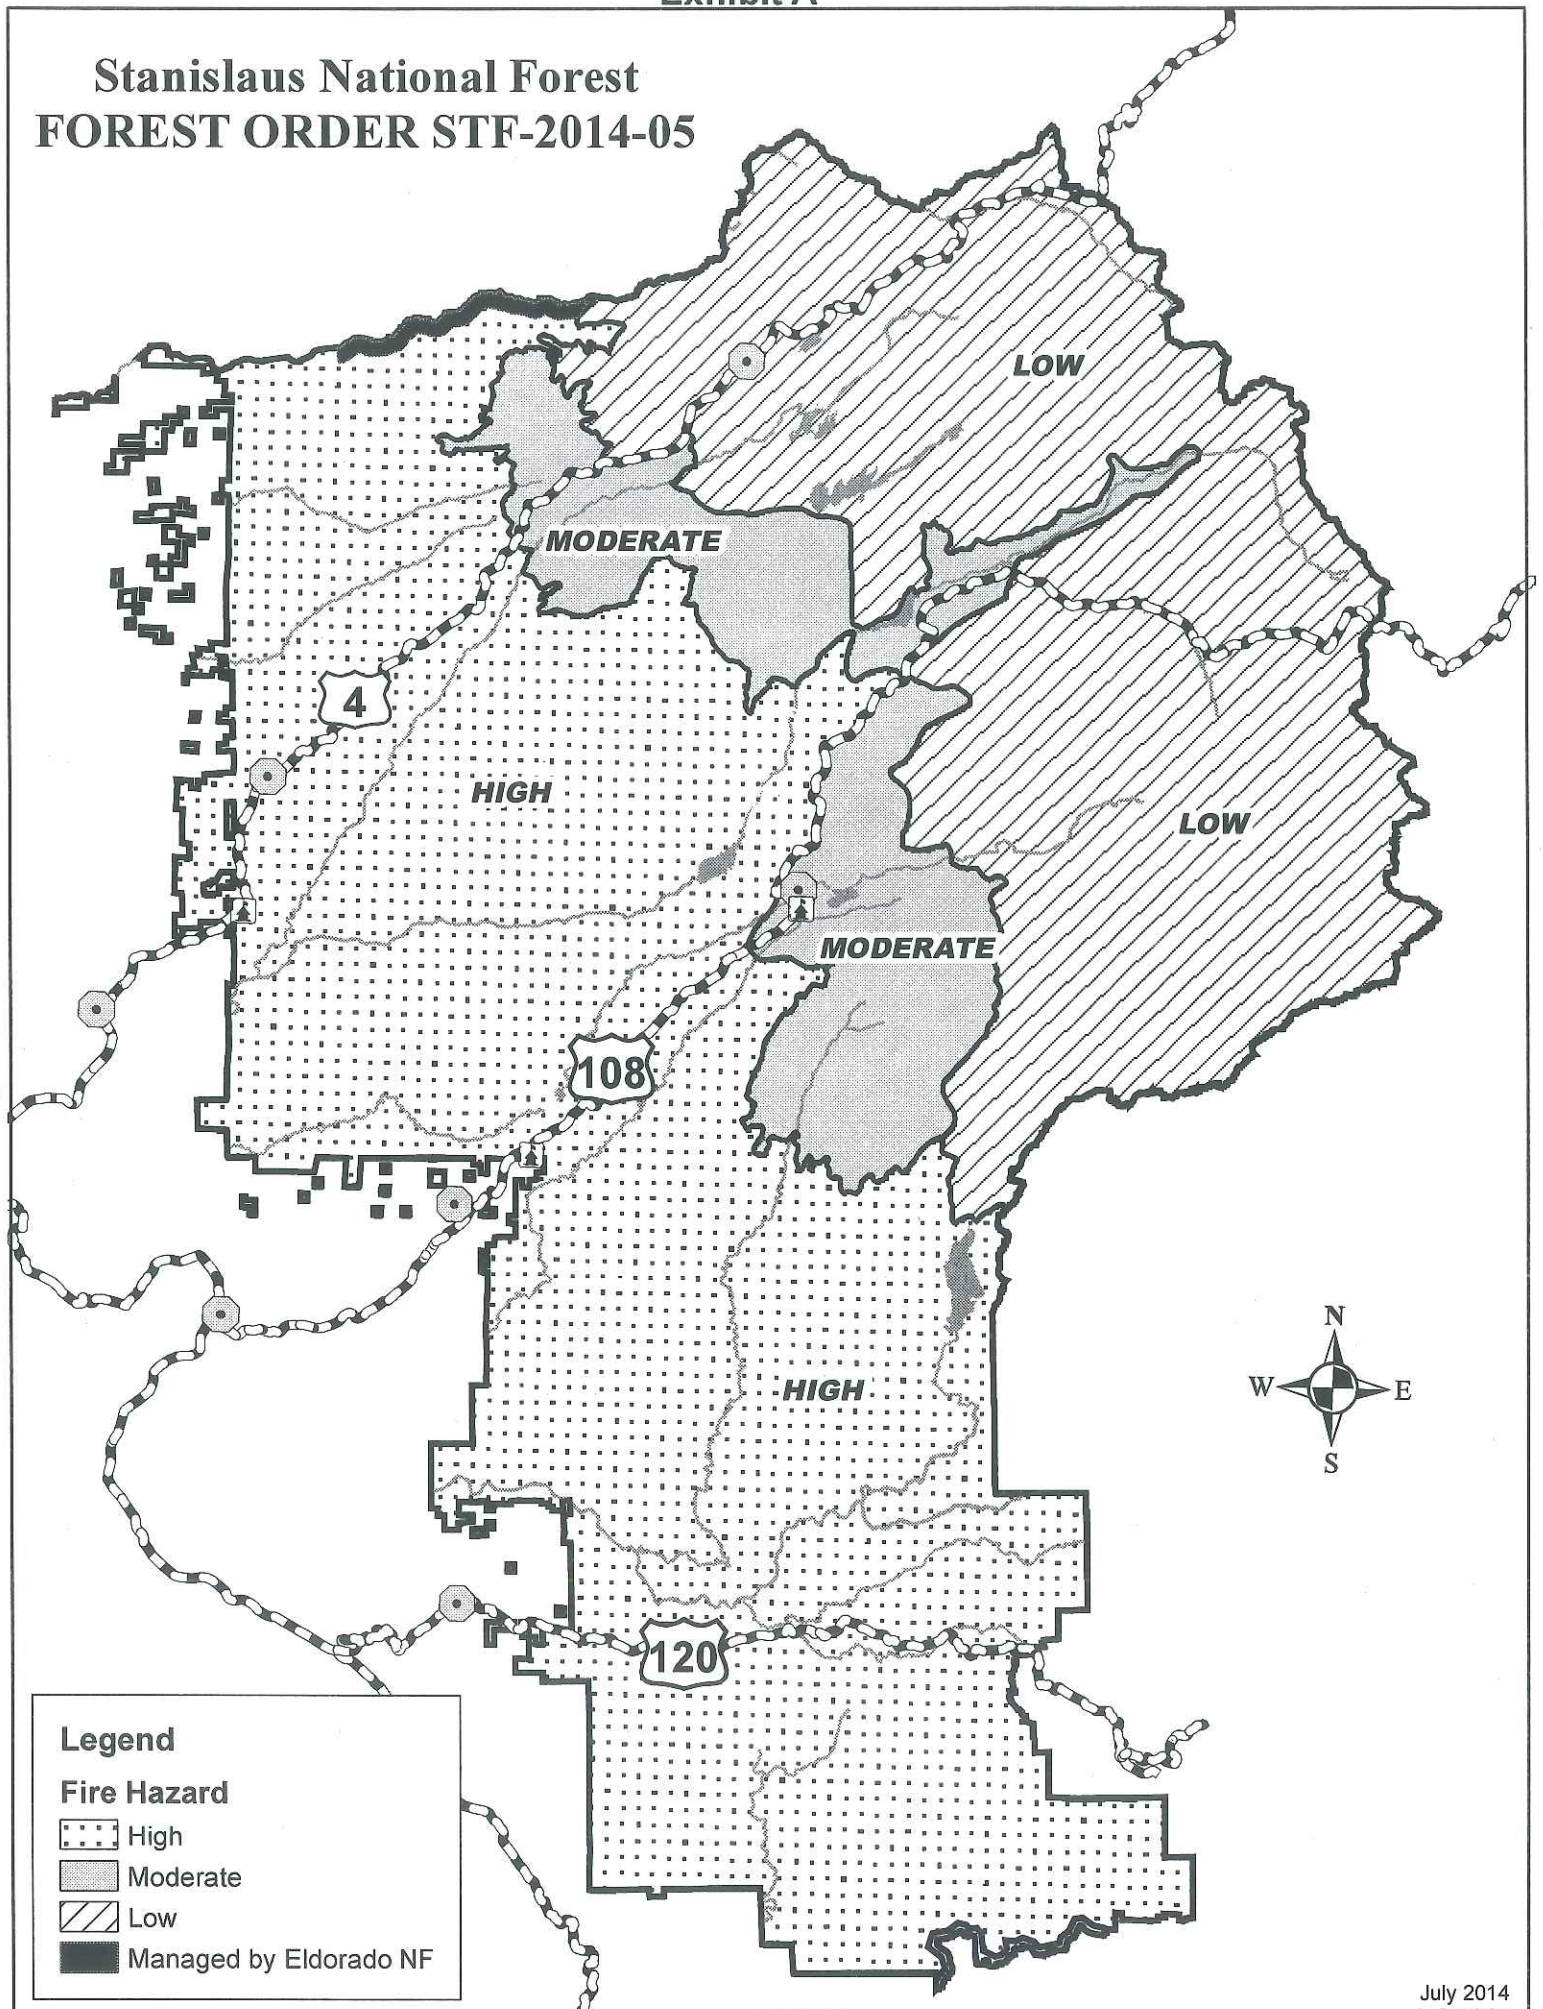 Exhibit A
Stanislaus National Forest
FOREST ORDER STF-2014-05
LOW
MODERATE
4
HIGH
LOW
MODERATE
108
N
W E
S
HIGH
120
Legend
Fire Hazard
High
Moderate
Low
Managed by Eldorado NF
July 2014